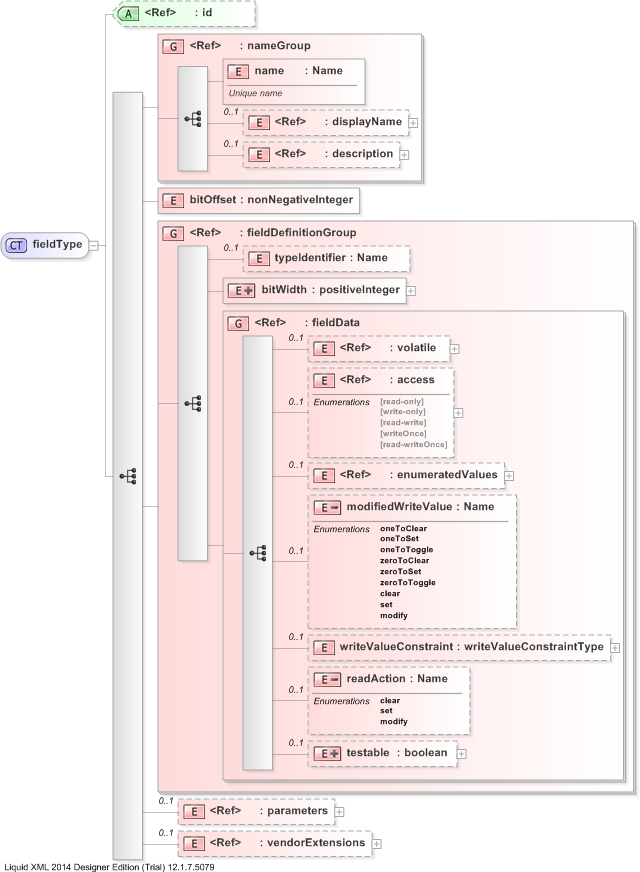 A <Ref> : id
G <Ref> : nameGroup
E name : Name
Unique name
0..1
E <Ref> : displayName
0..1
E <Ref> : description
E bitOffset : nonNegativeInteger
G <Ref> : fieldDefinitionGroup
CT fieldType
0..1
E typeIdentifier : Name
E bitWidth : positiveInteger
G <Ref> : fieldData
0..1
E <Ref> : volatile
E <Ref> : access
0..1
Enumerations [read-only]
[write-only]
[read-write]
[writeOnce]
[read-writeOnce]
0..1
E <Ref> : enumeratedValues
E modifiedWriteValue : Name
Enumerations oneToClear
oneToSet
0..1
oneToToggle
zeroToClear
zeroToSet
zeroToToggle
clear
set
modify
0..1
E writeValueConstraint : writeValueConstraintType
E readAction : Name
0..1
Enumerations clear
set
modify
0..1
E testable : boolean
0..1
E <Ref> : parameters
0..1
E <Ref> : vendorExtensions
Liquid XML 2014 Designer Edition (Trial) 12.1.7.5079